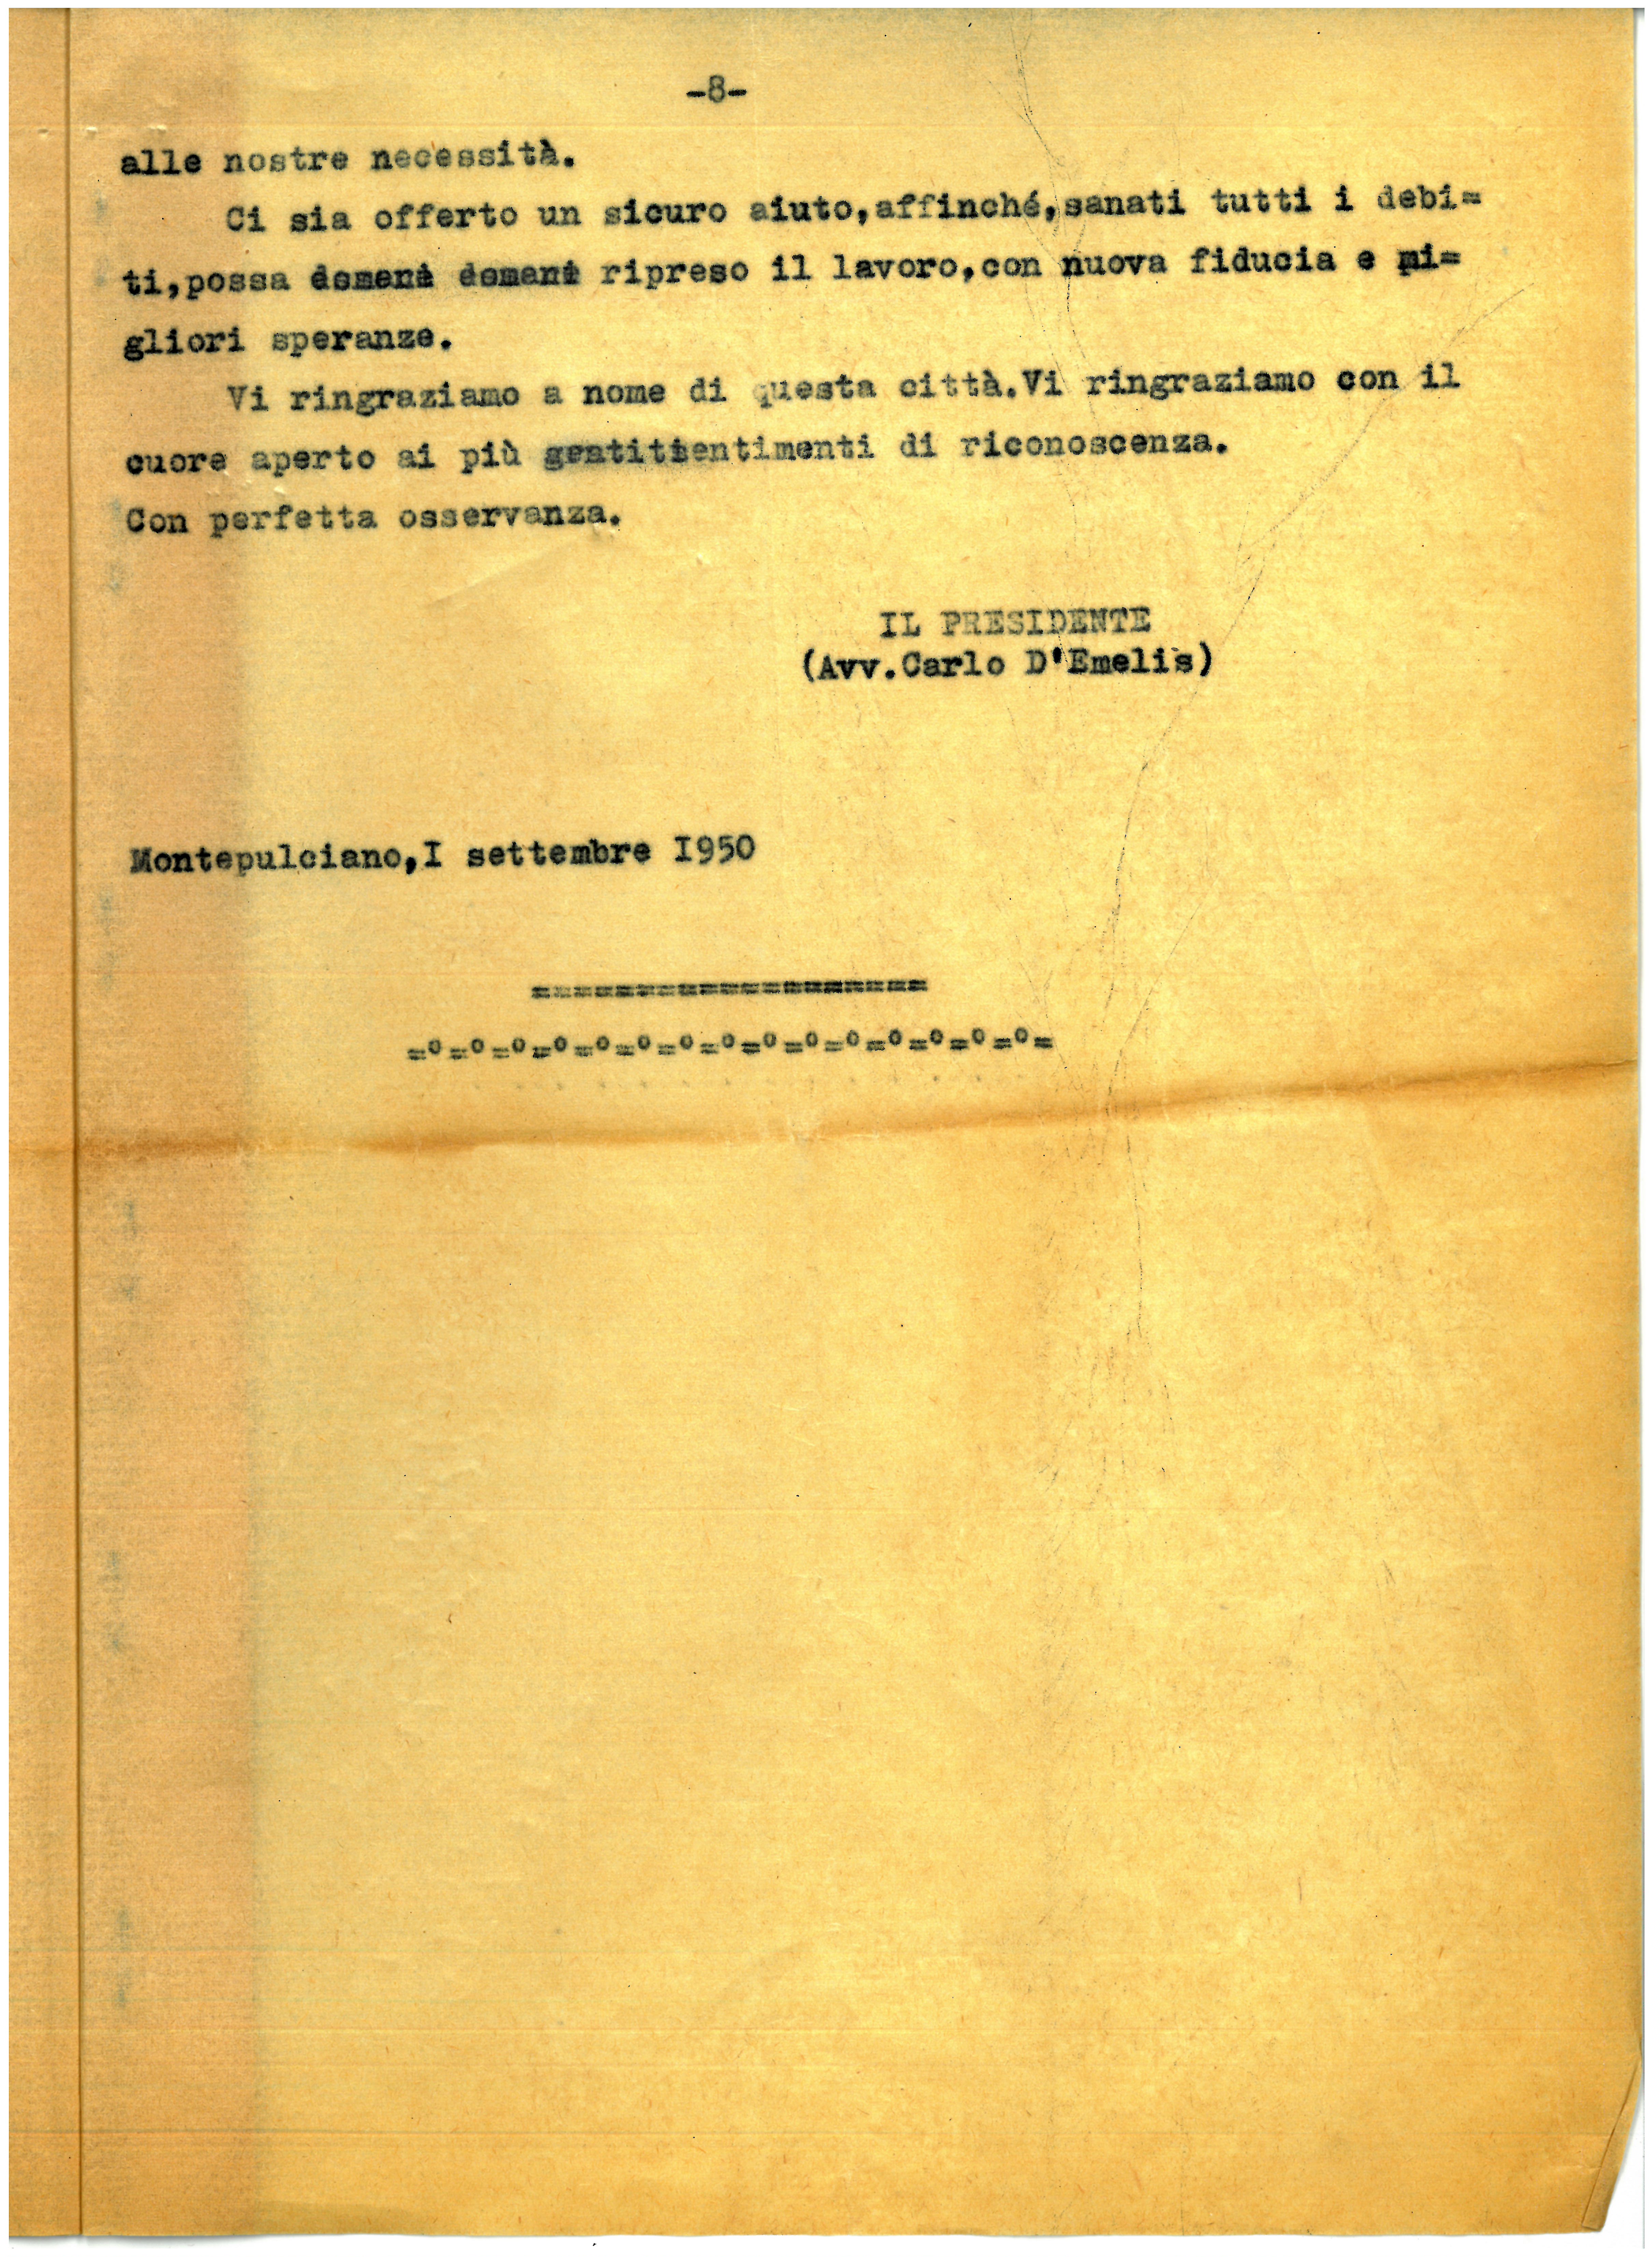 -8-
alle nostre necessità.
Ci sia offerto un sicuro aiuto,affinché,sanati tutti i debi=
ti,possa ripreso il lavoro,con nuova fiducia e mi=
gliori speranze.
Vi ringraziamo a nome di questa città.Vi ringraziamo con il
cuore aperto ai più di riconoscenza.
Con perfetta osservanza.
IL PRESIDENTE
(Avv.Carlo D'Emelis)
Montepulciano,I settembre I950
===================
=°=°=°=°=°=°=°=°=°=°=°=°=°=°=°=